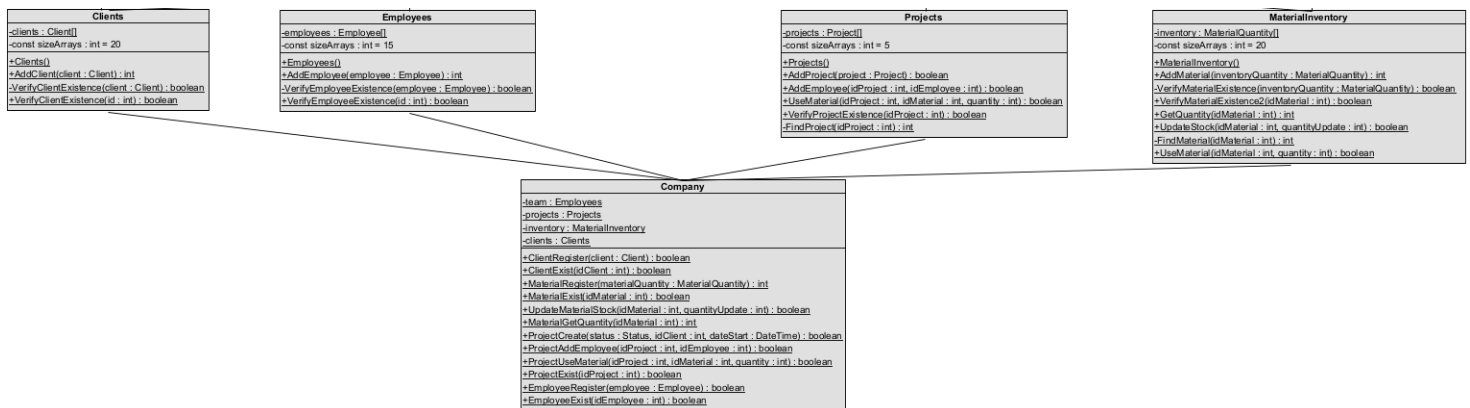 Clients
-clients : Client[]
-const sizeArrays : int = 20
+Clients()
+AddClient(client : Client) : int
-VerifyClientExistence(client : Client) : boolean
+VerifyClientExistence(id : int) : boolean
Employees
-employees : Employee[]
-const sizeArrays : int = 15
+Employees()
+AddEmployee(employee : Employee) : int
-VerifyEmployeeExistence(employee : Employee) : boolean
+VerifyEmployeeExistence(id : int) : boolean
Projects
-projects : Project[]
-const sizeArrays : int = 5
+Projects()
+AddProject(project : Project) : boolean
+AddEmployee(idProject : int, idEmployee : int) : boolean
+UseMaterial(idProject : int, idMaterial : int, quantity : int) : boolean
+VerifyProjectExistence(idProject : int) : boolean
-FindProject(idProject : int) : int
MaterialInventory
-inventory : MaterialQuantity[]
-const sizeArrays : int = 20
+MaterialInventory()
+AddMaterial(inventoryQuantity : MaterialQuantity) : int
-VerifyMaterialExistence(inventoryQuantity : MaterialQuantity) : boolean
+VerifyMaterialExistence2(idMaterial : int) : boolean
+GetQuantity(idMaterial : int) : int
+UpdateStock(idMaterial : int, quantityUpdate : int) : boolean
-FindMaterial(idMaterial : int) : int
+UseMaterial(idMaterial : int, quantity : int) : boolean
Company
-team : Employees
-projects : Projects
-inventory : MaterialInventory
-clients : Clients
+ClientRegister(client : Client) : boolean
+ClientExist(idClient : int) : boolean
+MaterialRegister(materialQuantity : MaterialQuantity) : int
+MaterialExist(idMaterial : int) : boolean
+UpdateMaterialStock(idMaterial : int, quantityUpdate : int) : boolean
+MaterialGetQuantity(idMaterial : int) : int
+ProjectCreate(status : Status, idClient : int, dateStart : DateTime) : boolean
+ProjectAddEmployee(idProject : int, idEmployee : int) : boolean
+ProjectUseMaterial(idProject : int, idMaterial : int, quantity : int) : boolean
+ProjectExist(idProject : int) : boolean
+EmployeeRegister(employee : Employee) : boolean
+EmployeeExist(idEmployee : int) : boolean